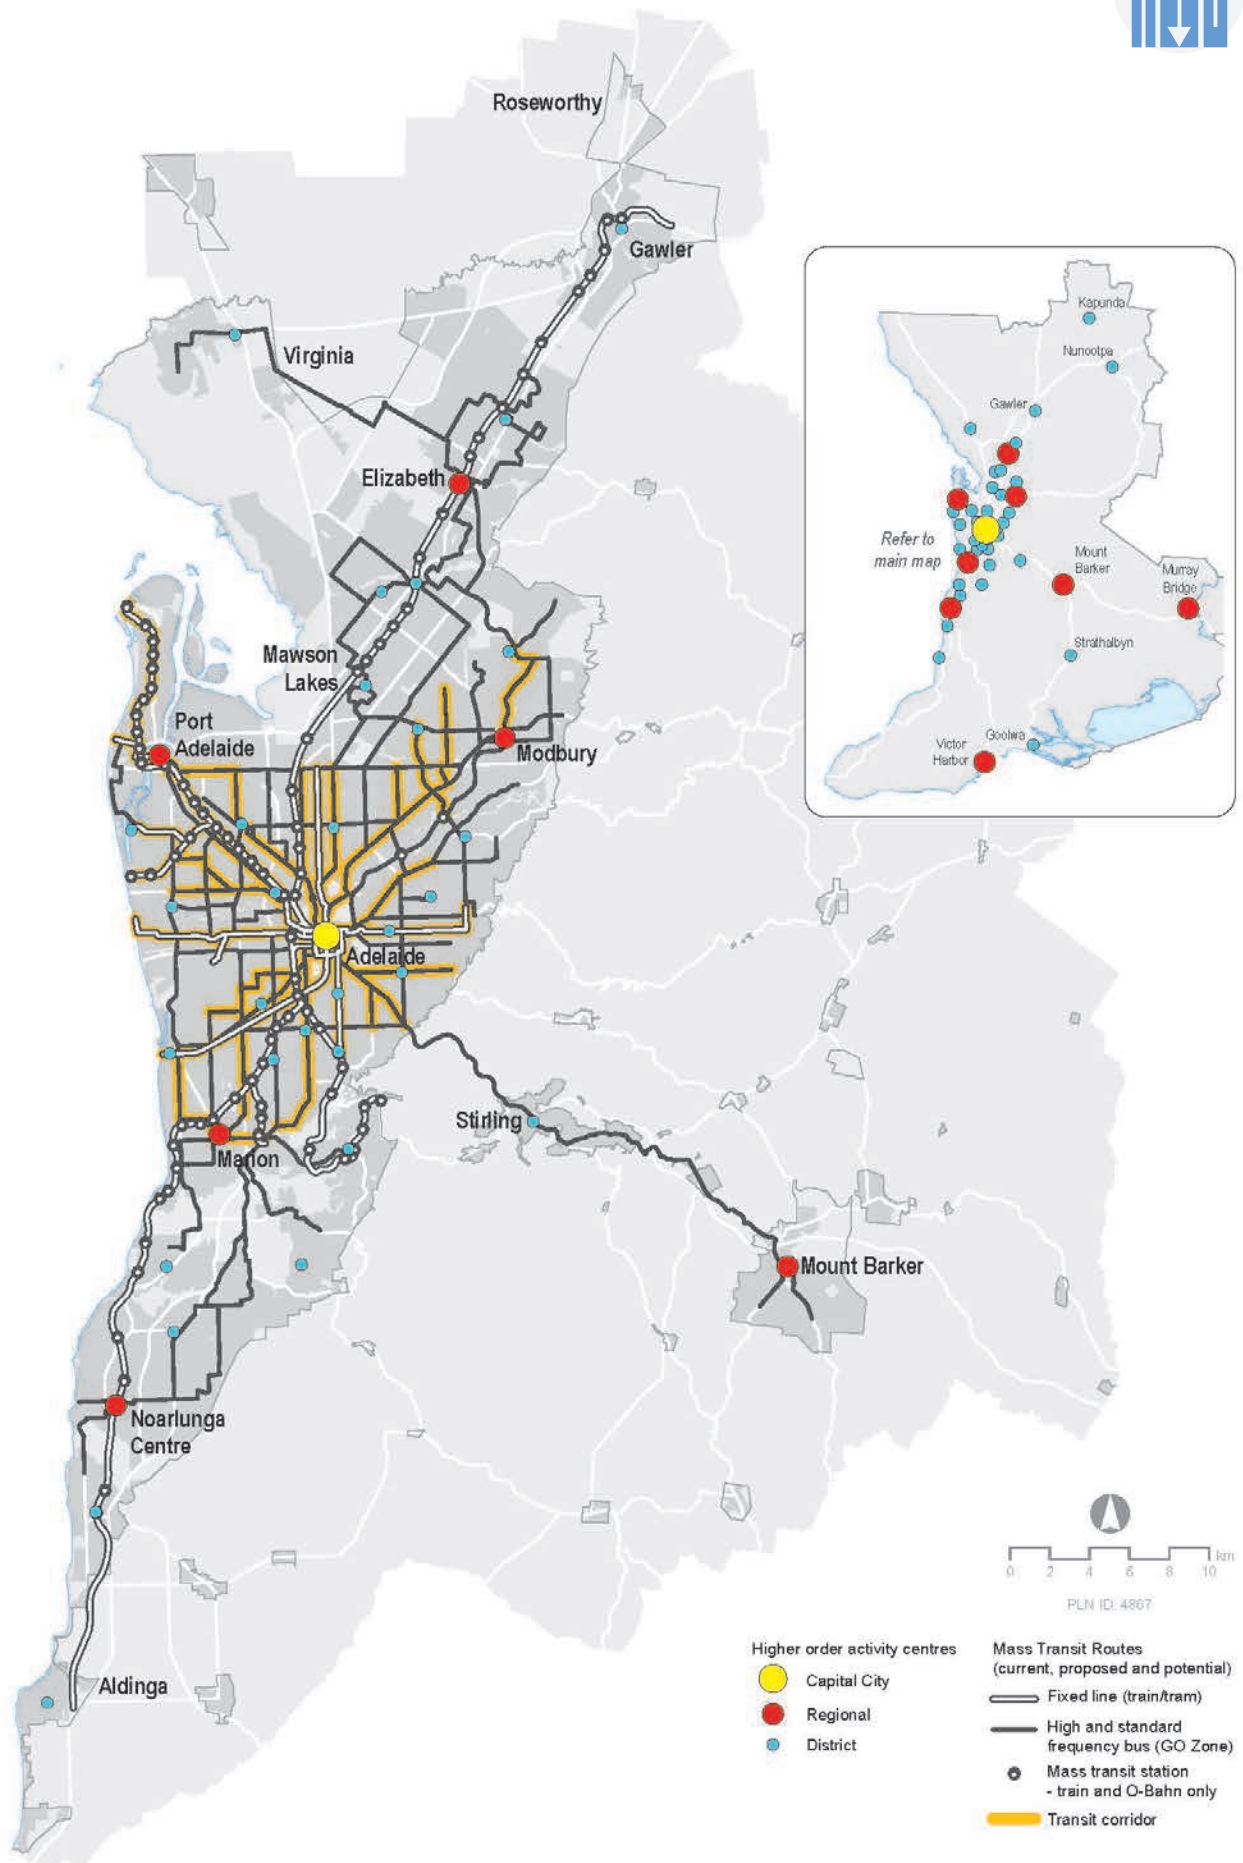 Roseworthy
Gawler
Virginia
Elizabeth
Mawson
Lakes
Port
Adelaide
Modbury
Adelaide
Stirling
Marion
Mount Barker
Noarlunga
Centre
Aldinga
Kapunda
Nunootpa
Gawler
Refer to
main map
Mount
Barker
Murray
Bridge
Strathalbyn
Goolwa
Victor
Harbor
km
0 2 4 6 8 10
PLN ID: 4867
Higher order activity centres
Capital City
Regional
District
Mass Transit Routes
(current, proposed and potential)
Fixed line (train/tram)
High and standard
frequency bus (GO Zone)
Mass transit station
- train and O-Bahn only
Transit corridor